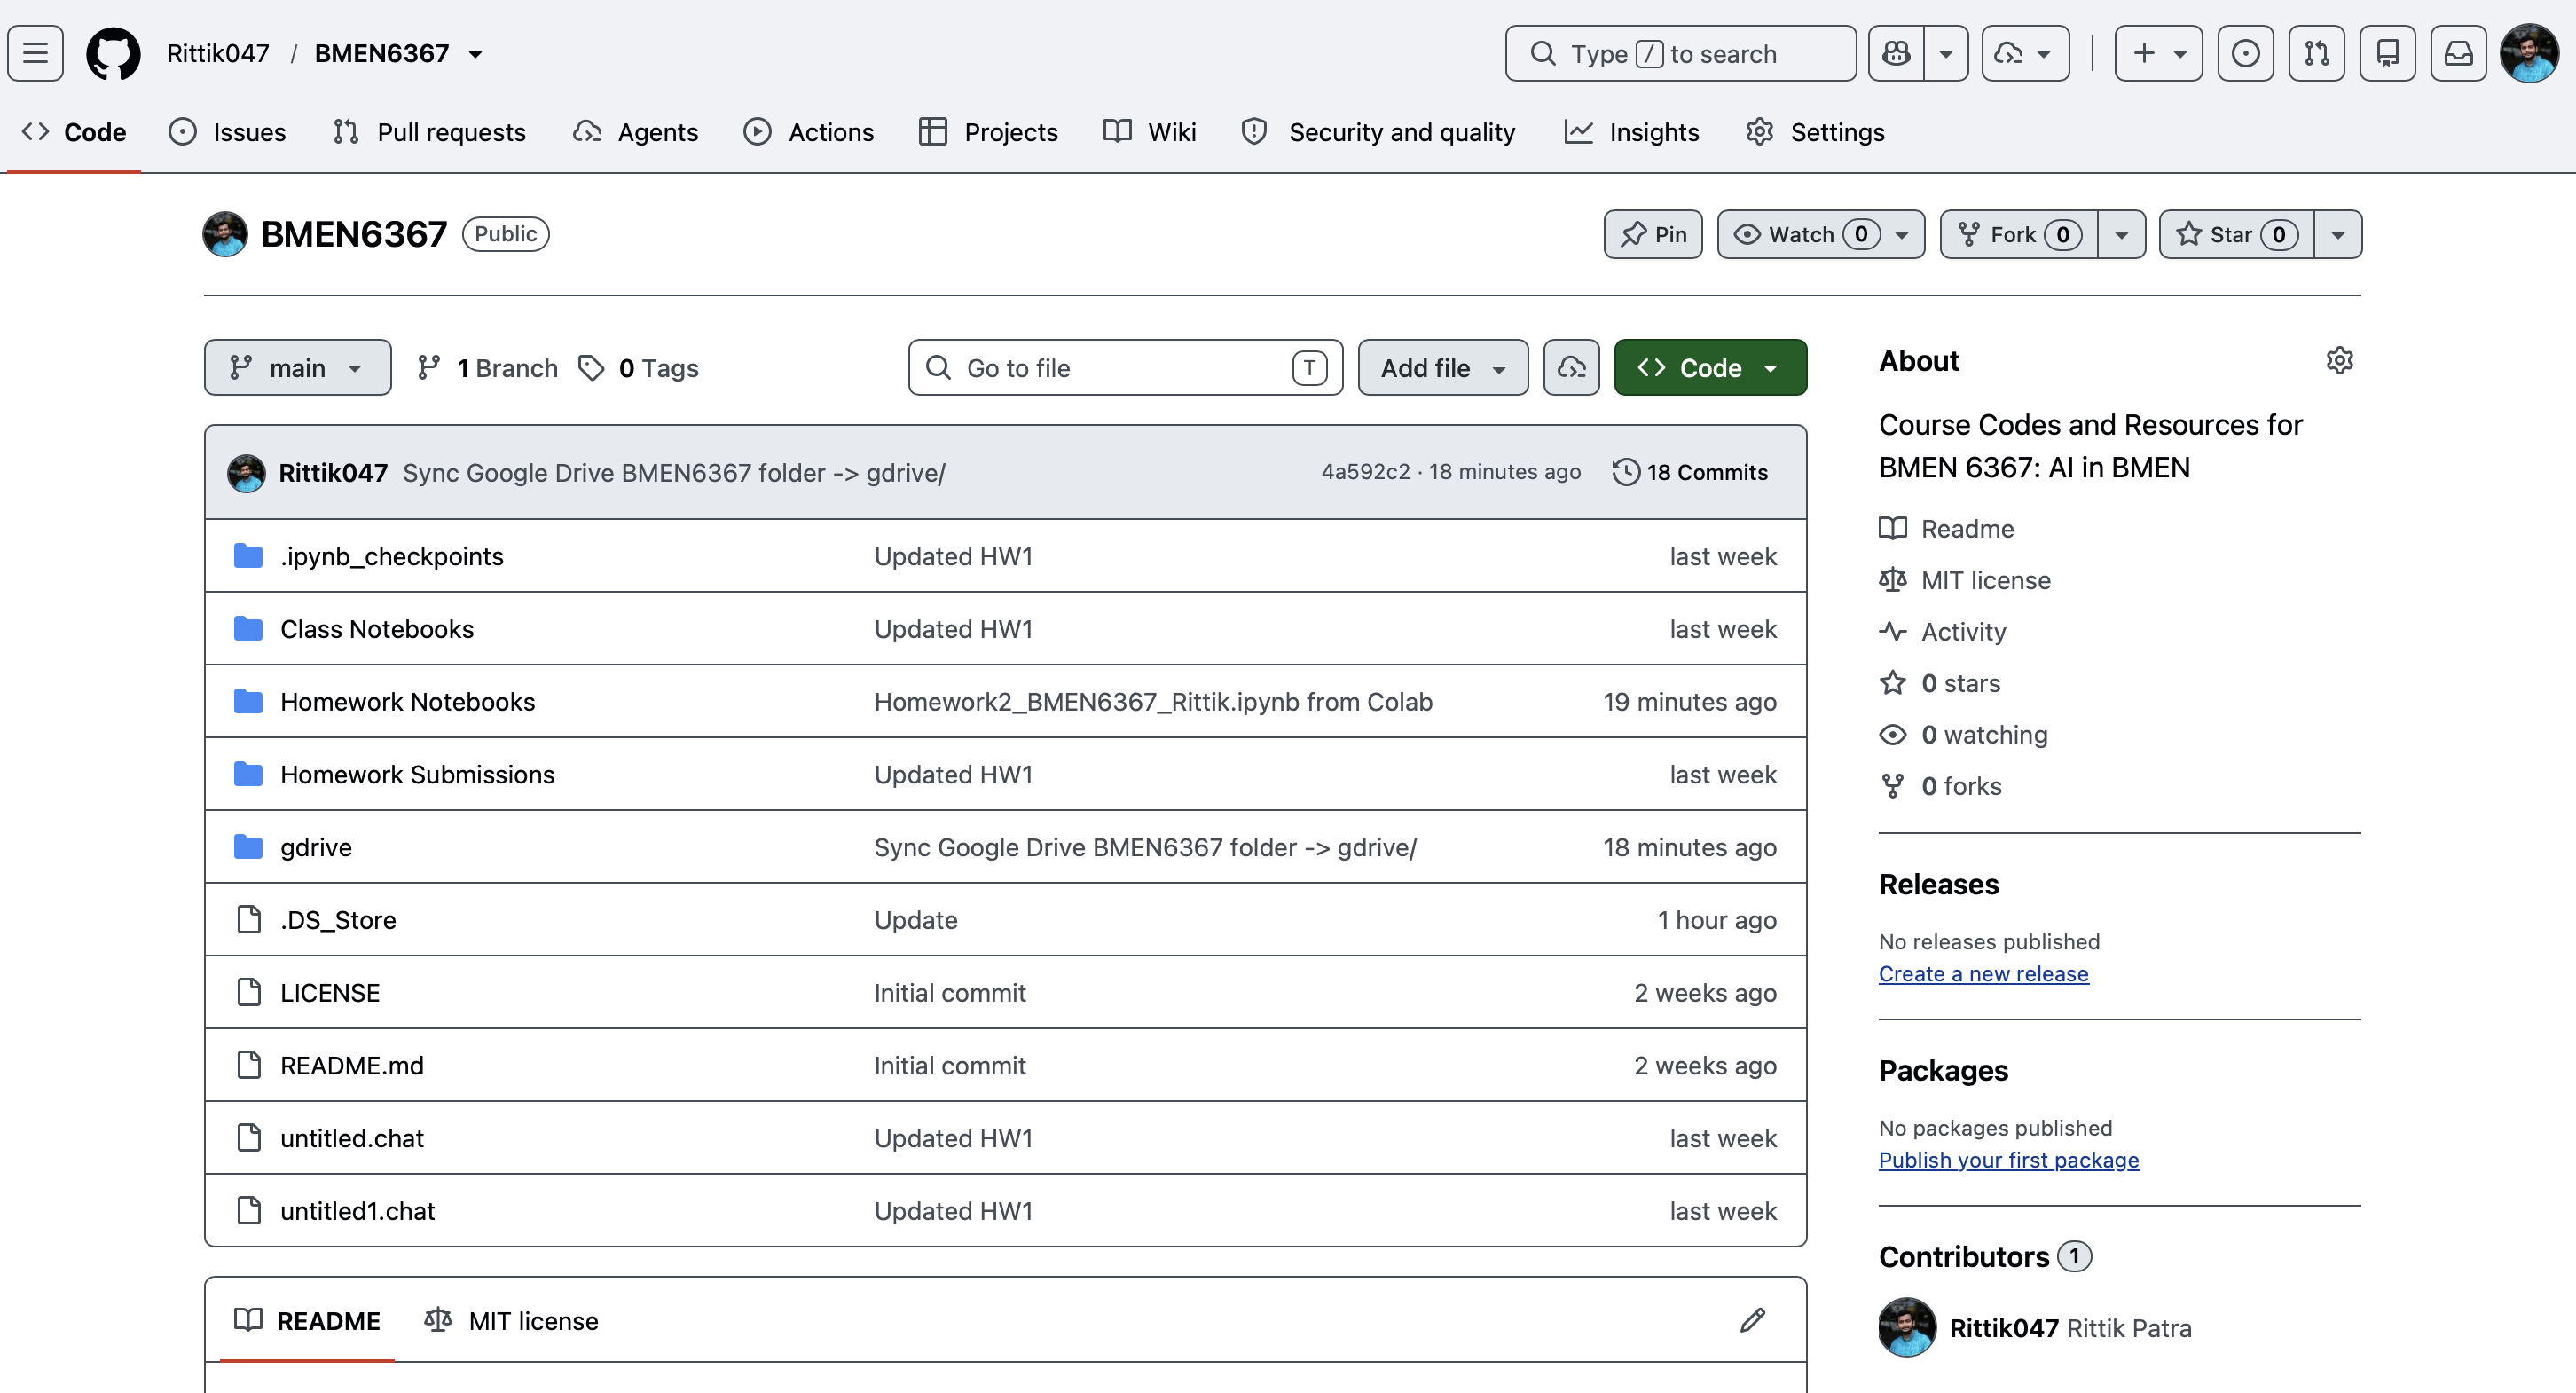 Rittik047 / BMEN6367
Type / to search
Code Issues Pull requests Agents Actions Projects Wiki Security and quality Insights Settings
BMEN6367 Public
Pin Watch 0 Fork 0 Star 0
main 1 Branch 0 Tags Go to file T Add file Code
Rittik047 Sync Google Drive BMEN6367 folder -> gdrive/ 4a592c2 · 18 minutes ago 18 Commits
.ipynb_checkpoints Updated HW1 last week
Class Notebooks Updated HW1 last week
Homework Notebooks Homework2_BMEN6367_Rittik.ipynb from Colab 19 minutes ago
Homework Submissions Updated HW1 last week
gdrive Sync Google Drive BMEN6367 folder -> gdrive/ 18 minutes ago
.DS_Store Update 1 hour ago
LICENSE Initial commit 2 weeks ago
README.md Initial commit 2 weeks ago
untitled.chat Updated HW1 last week
untitled1.chat Updated HW1 last week
README MIT license
About
Course Codes and Resources for
BMEN 6367: AI in BMEN
Readme
MIT license
Activity
0 stars
0 watching
0 forks
Releases
No releases published
Create a new release
Packages
No packages published
Publish your first package
Contributors 1
Rittik047 Rittik Patra